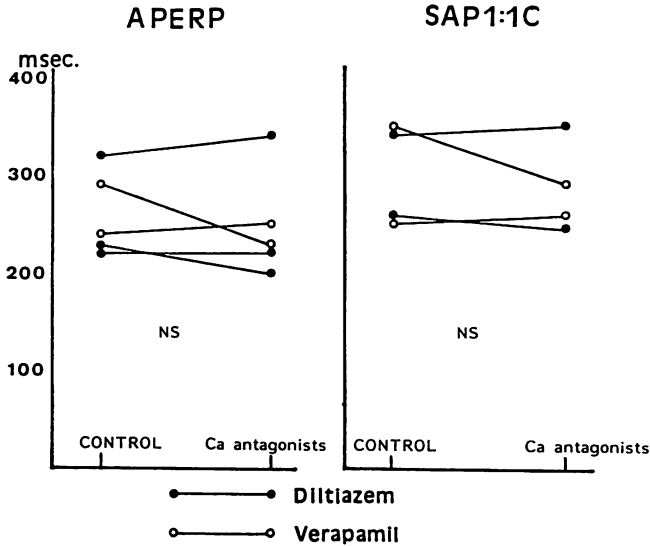 APERP
SAP1:1C
msec.
400
300
200
100
NS
NS
CONTROL
Ca antagonists
CONTROL
Ca antagonists
Diltiazem
Verapamil